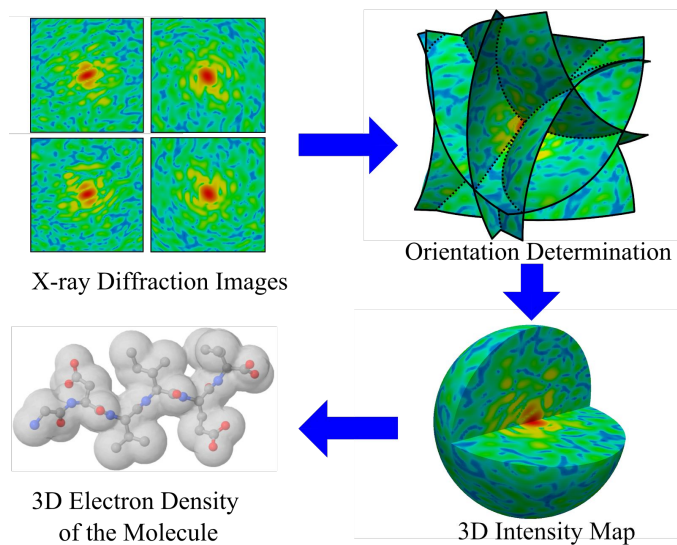 X-ray Diffraction Images
Orientation Determination
3D Intensity Map
3D Electron Density
of the Molecule